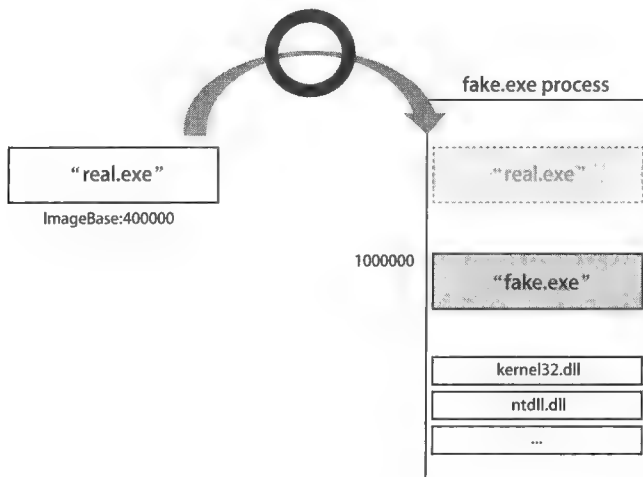 fake.exe process
“real.exe”
“real.exe”
ImageBase:400000
1000000
“fake.exe”
kernel32.dll
ntdll.dll
...